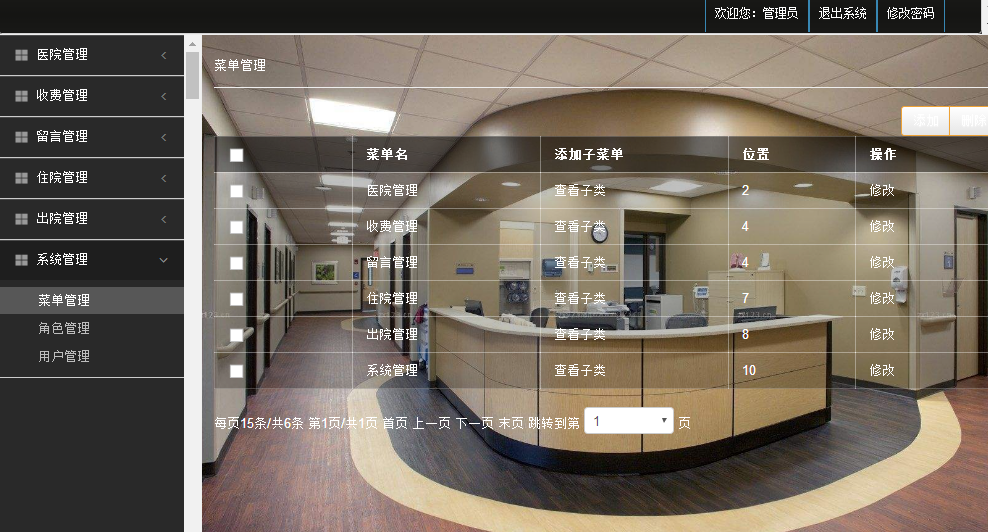 欢迎您：管理员 退出系统 修改密码
医院管理
收费管理
留言管理
住院管理
出院管理
系统管理
菜单管理
角色管理
用户管理
菜单管理
添加 删除
菜单名 添加子菜单 位置 操作
医院管理 查看子类 2 修改
收费管理 查看子类 4 修改
留言管理 查看子类 4 修改
住院管理 查看子类 7 修改
出院管理 查看子类 8 修改
系统管理 查看子类 10 修改
每页15条/共6条 第1页/共1页 首页 上一页 下一页 末页 跳转到第 1 页